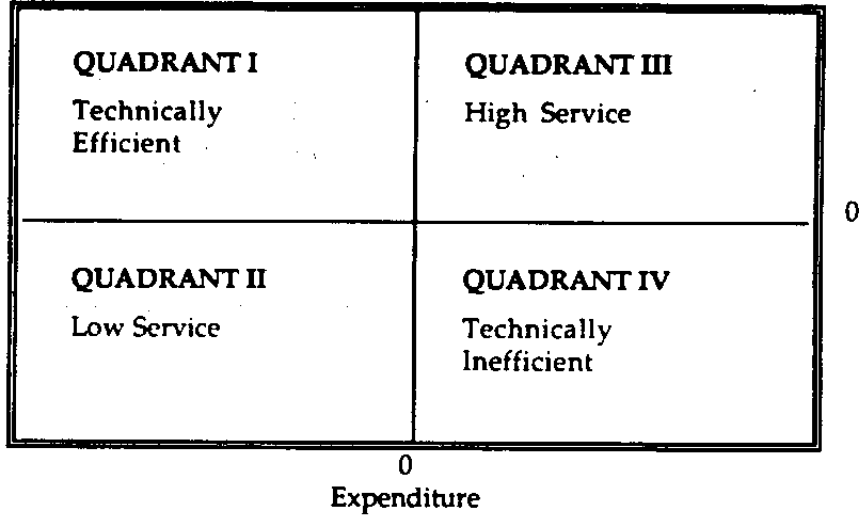 QUADRANT I
Technically
Efficient
QUADRANT III
High Service
0
QUADRANT II
Low Service
QUADRANT IV
Technically
Inefficient
0
Expenditure